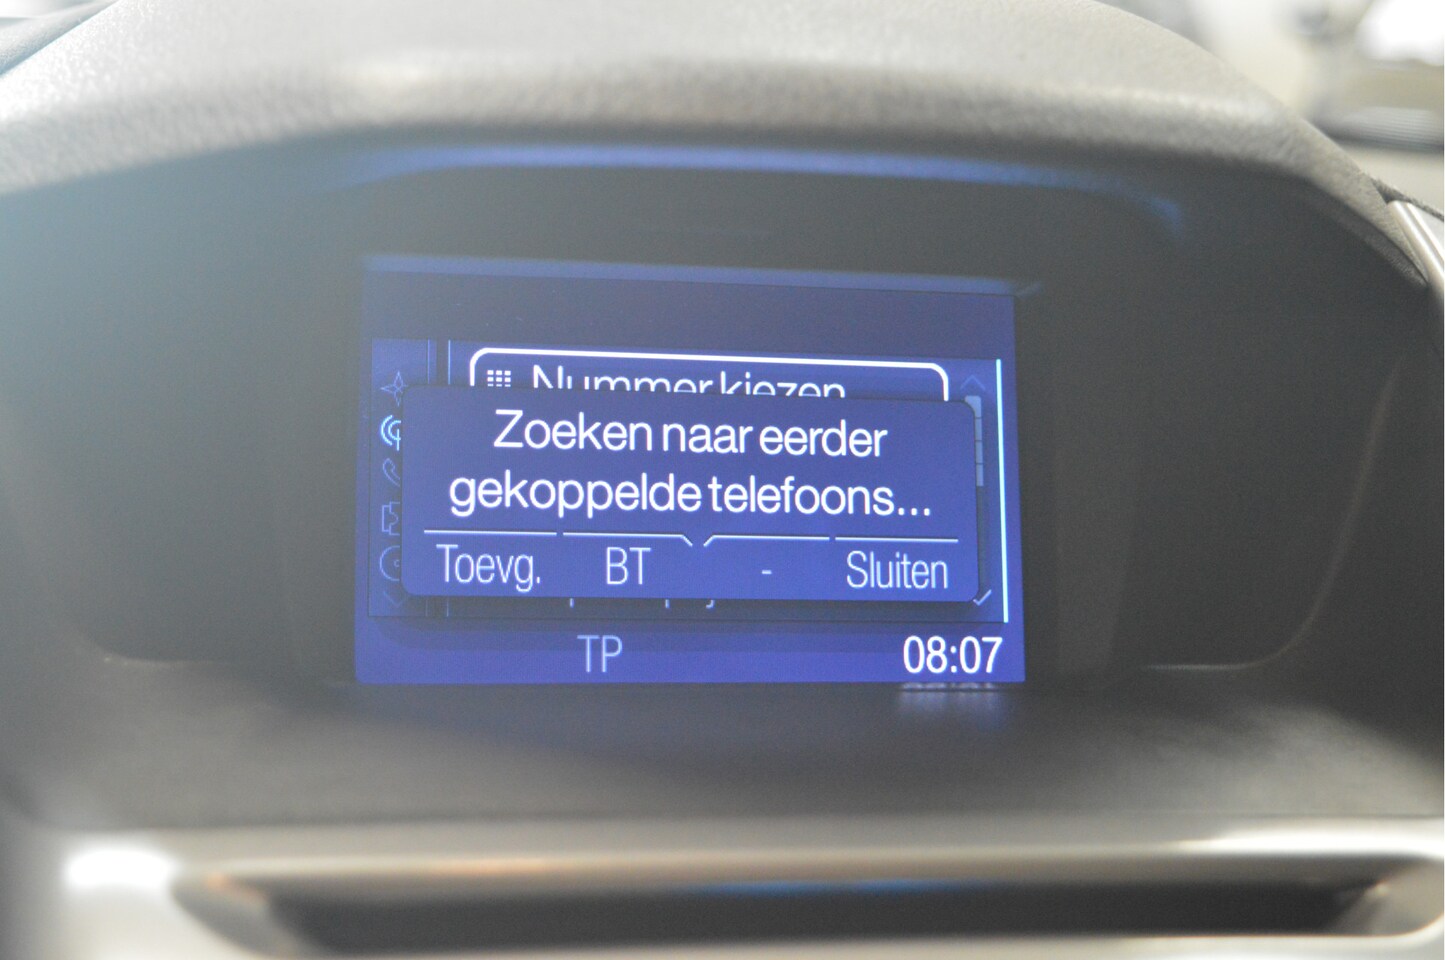 Nummer kiezen
Zoeken naar eerder
gekoppelde telefoons...
Toevg. BT - Sluiten
TP 08:07